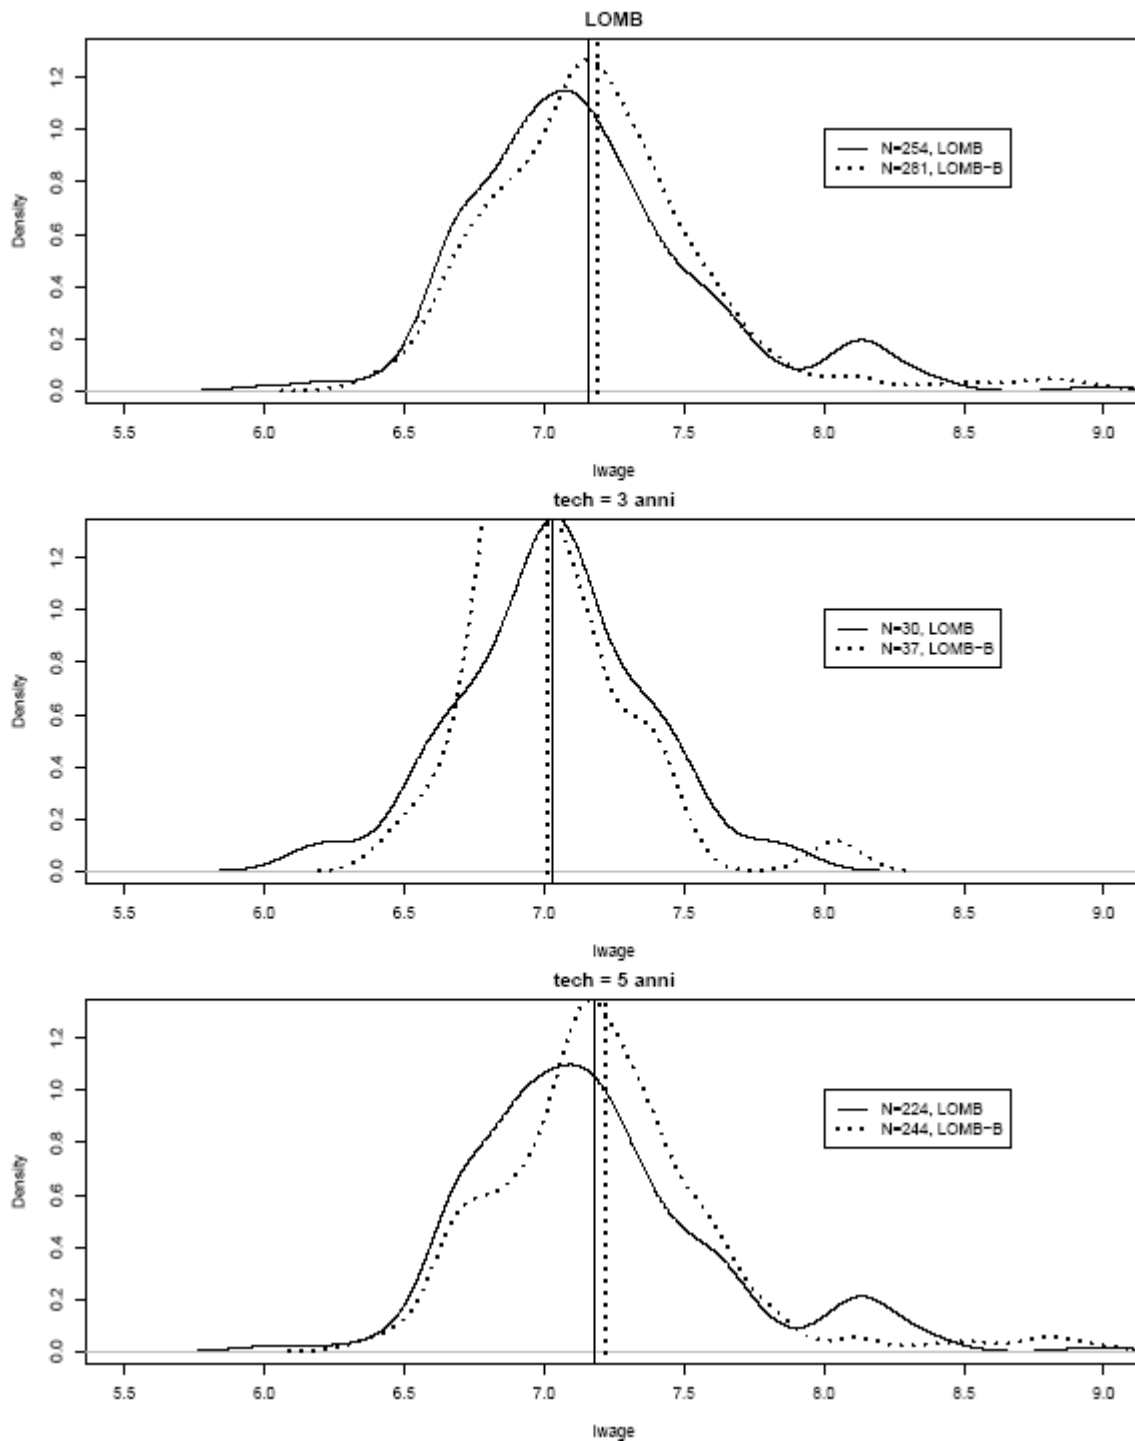 LOMB
Density
0.0 0.2 0.4 0.6 0.8 1.0 1.2
N=254, LOMB
N=281, LOMB-B
5.5 6.0 6.5 7.0 7.5 8.0 8.5 9.0
lwage
tech = 3 anni
Density
0.0 0.2 0.4 0.6 0.8 1.0 1.2
N=30, LOMB
N=37, LOMB-B
5.5 6.0 6.5 7.0 7.5 8.0 8.5 9.0
lwage
tech = 5 anni
Density
0.0 0.2 0.4 0.6 0.8 1.0 1.2
N=224, LOMB
N=244, LOMB-B
5.5 6.0 6.5 7.0 7.5 8.0 8.5 9.0
lwage